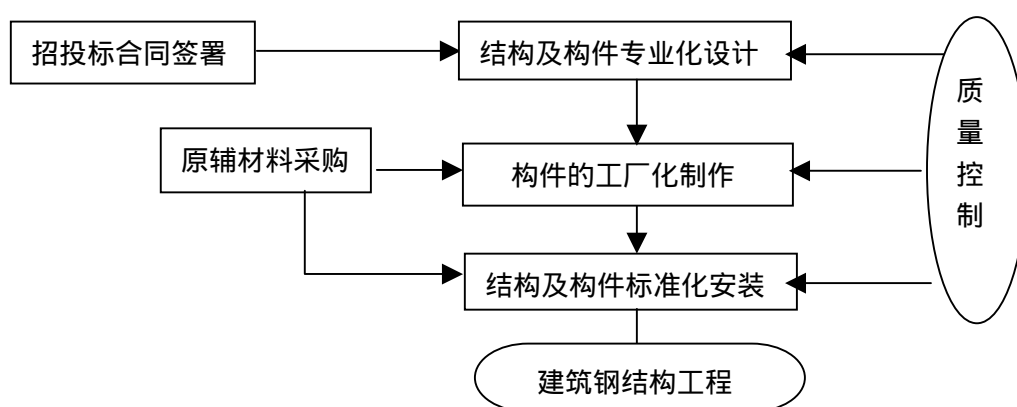 招投标合同签署
结构及构件专业化设计
原辅材料采购
构件的工厂化制作
结构及构件标准化安装
建筑钢结构工程
质
量
控
制